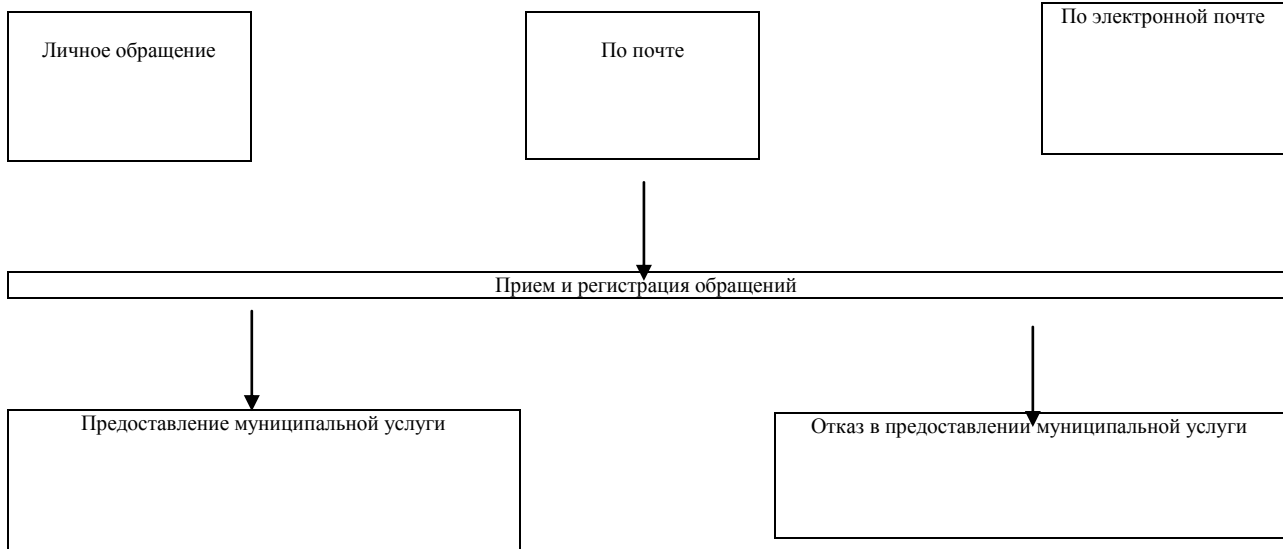 Личное обращение
По почте
По электронной почте
Прием и регистрация обращений
Предоставление муниципальной услуги
Отказ в предоставлении муниципальной услуги